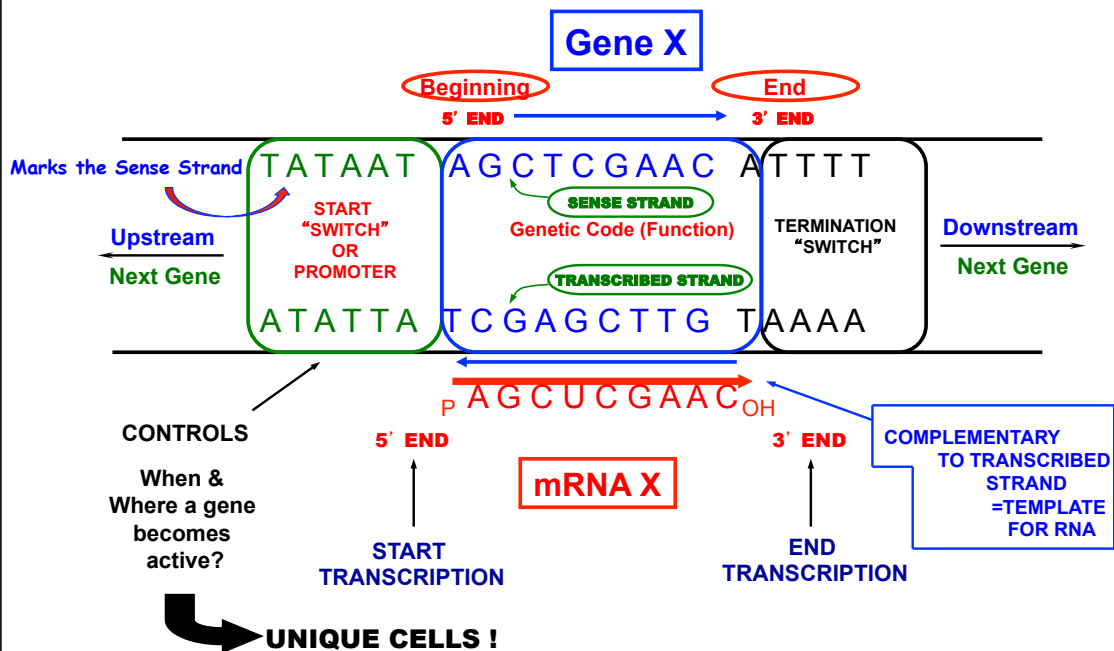 Gene X
Beginning
End
5' END
3' END
Marks the Sense Strand
TATAAT AGCTCGAAC ATTTT
SENSE STRAND
Genetic Code (Function)
START
"SWITCH"
OR
PROMOTER
TERMINATION
"SWITCH"
Upstream
Next Gene
Downstream
Next Gene
TRANSCRIBED STRAND
ATATTA TCGAGCTTG TAAAA
P AGCUCGAAC OH
5' END
3' END
mRNA X
CONTROLS
When &
Where a gene
becomes
active?
START
TRANSCRIPTION
END
TRANSCRIPTION
COMPLEMENTARY
TO TRANSCRIBED
STRAND
=TEMPLATE
FOR RNA
UNIQUE CELLS !